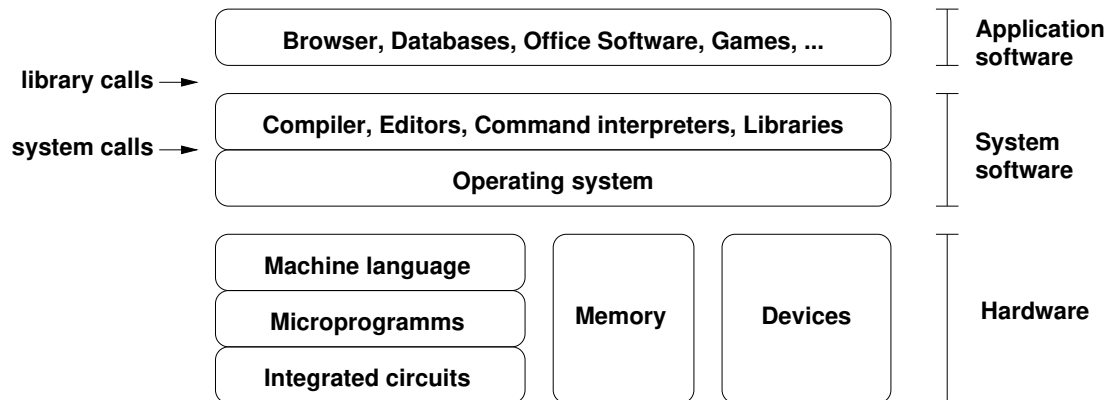 Browser, Databases, Office Software, Games, ...
Application
software
library calls
Compiler, Editors, Command interpreters, Libraries
system calls
Operating system
System
software
Machine language
Microprogramms
Integrated circuits
Memory
Devices
Hardware